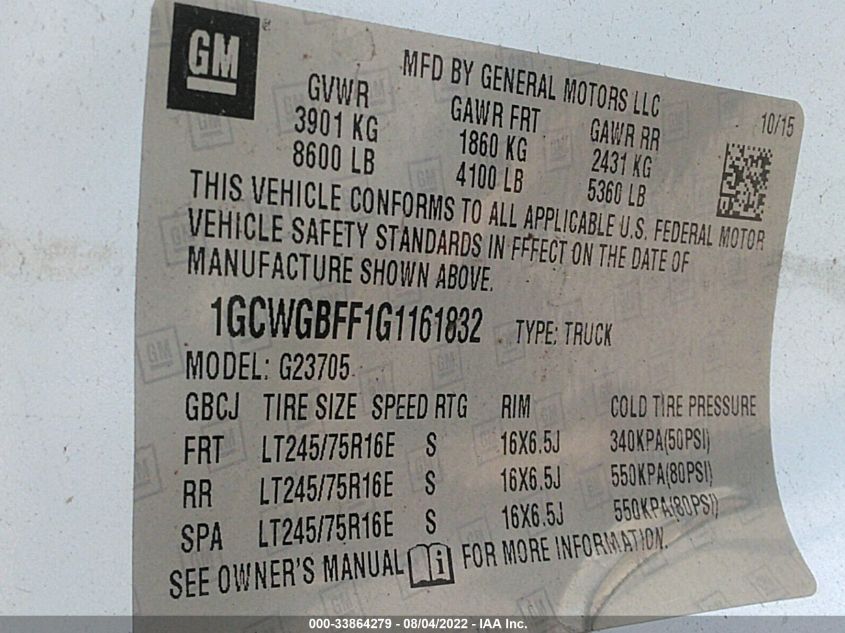 GM
MFD BY GENERAL MOTORS LLC
GVWR GAWR FRT GAWR RR 10/15
3901 KG 1860 KG 2431 KG
8600 LB 4100 LB 5360 LB
THIS VEHICLE CONFORMS TO ALL APPLICABLE U.S. FEDERAL MOTOR
VEHICLE SAFETY STANDARDS IN EFFECT ON THE DATE OF
MANUFACTURE SHOWN ABOVE.
1GCWGBFF1G1161832 TYPE: TRUCK
MODEL: G23705
GBCJ TIRE SIZE SPEED RTG RIM COLD TIRE PRESSURE
FRT LT245/75R16E S 16X6.5J 340KPA(50PSI)
RR LT245/75R16E S 16X6.5J 550KPA(80PSI)
SPA LT245/75R16E S 16X6.5J 550KPA(80PSI)
SEE OWNER'S MANUAL i FOR MORE INFORMATION.
000-33864279 - 08/04/2022 - IAA Inc.